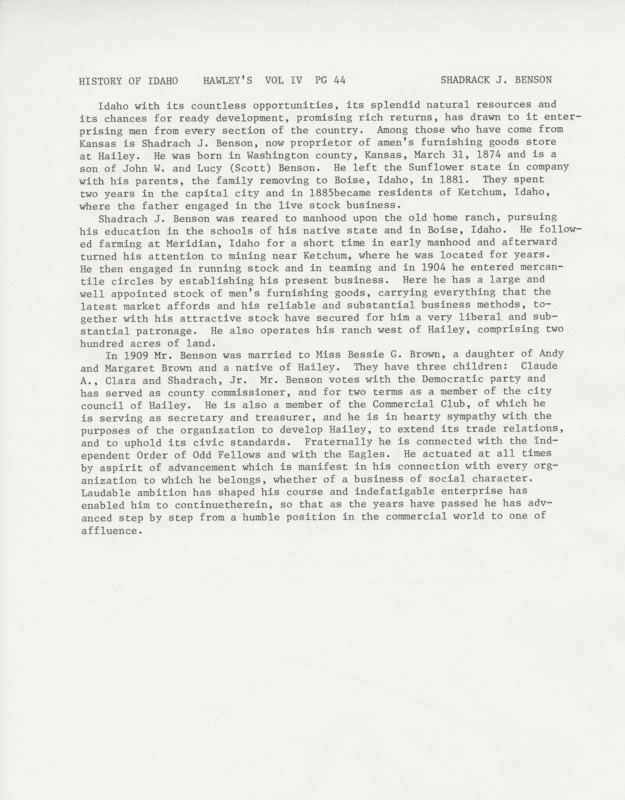 HISTORY OF IDAHO HAWLEY'S VOL IV PG 44 SHADRACK J. BENSON
Idaho with its countless opportunities, its splendid natural resources and
its chances for ready development, promising rich returns, has drawn to it enter-
prising men from every section of the country. Among those who have come from
Kansas is Shadrach J. Benson, now proprietor of amen's furnishing goods store
at Hailey. He was born in Washington county, Kansas, March 31, 1874 and is a
son of John W. and Lucy (Scott) Benson. He left the Sunflower state in company
with his parents, the family removing to Boise, Idaho, in 1881. They spent
two years in the capital city and in 1885became residents of Ketchum, Idaho,
where the father engaged in the live stock business.
Shadrach J. Benson was reared to manhood upon the old home ranch, pursuing
his education in the schools of his native state and in Boise, Idaho. He follow-
ed farming at Meridian, Idaho for a short time in early manhood and afterward
turned his attention to mining near Ketchum, where he was located for years.
He then engaged in running stock and in teaming and in 1904 he entered mercan-
tile circles by establishing his present business. Here he has a large and
well appointed stock of men's furnishing goods, carrying everything that the
latest market affords and his reliable and substantial business methods, to-
gether with his attractive stock have secured for him a very liberal and sub-
stantial patronage. He also operates his ranch west of Hailey, comprising two
hundred acres of land.
In 1909 Mr. Benson was married to Miss Bessie G. Brown, a daughter of Andy
and Margaret Brown and a native of Hailey. They have three children: Claude
A., Clara and Shadrach, Jr. Mr. Benson votes with the Democratic party and
has served as county commissioner, and for two terms as a member of the city
council of Hailey. He is also a member of the Commercial Club, of which he
is serving as secretary and treasurer, and he is in hearty sympathy with the
purposes of the organization to develop Hailey, to extend its trade relations,
and to uphold its civic standards. Fraternally he is connected with the Ind-
ependent Order of Odd Fellows and with the Eagles. He actuated at all times
by aspirit of advancement which is manifest in his connection with every org-
anization to which he belongs, whether of a business of social character.
Laudable ambition has shaped his course and indefatigable enterprise has
enabled him to continuetherein, so that as the years have passed he has adv-
anced step by step from a humble position in the commercial world to one of
affluence.